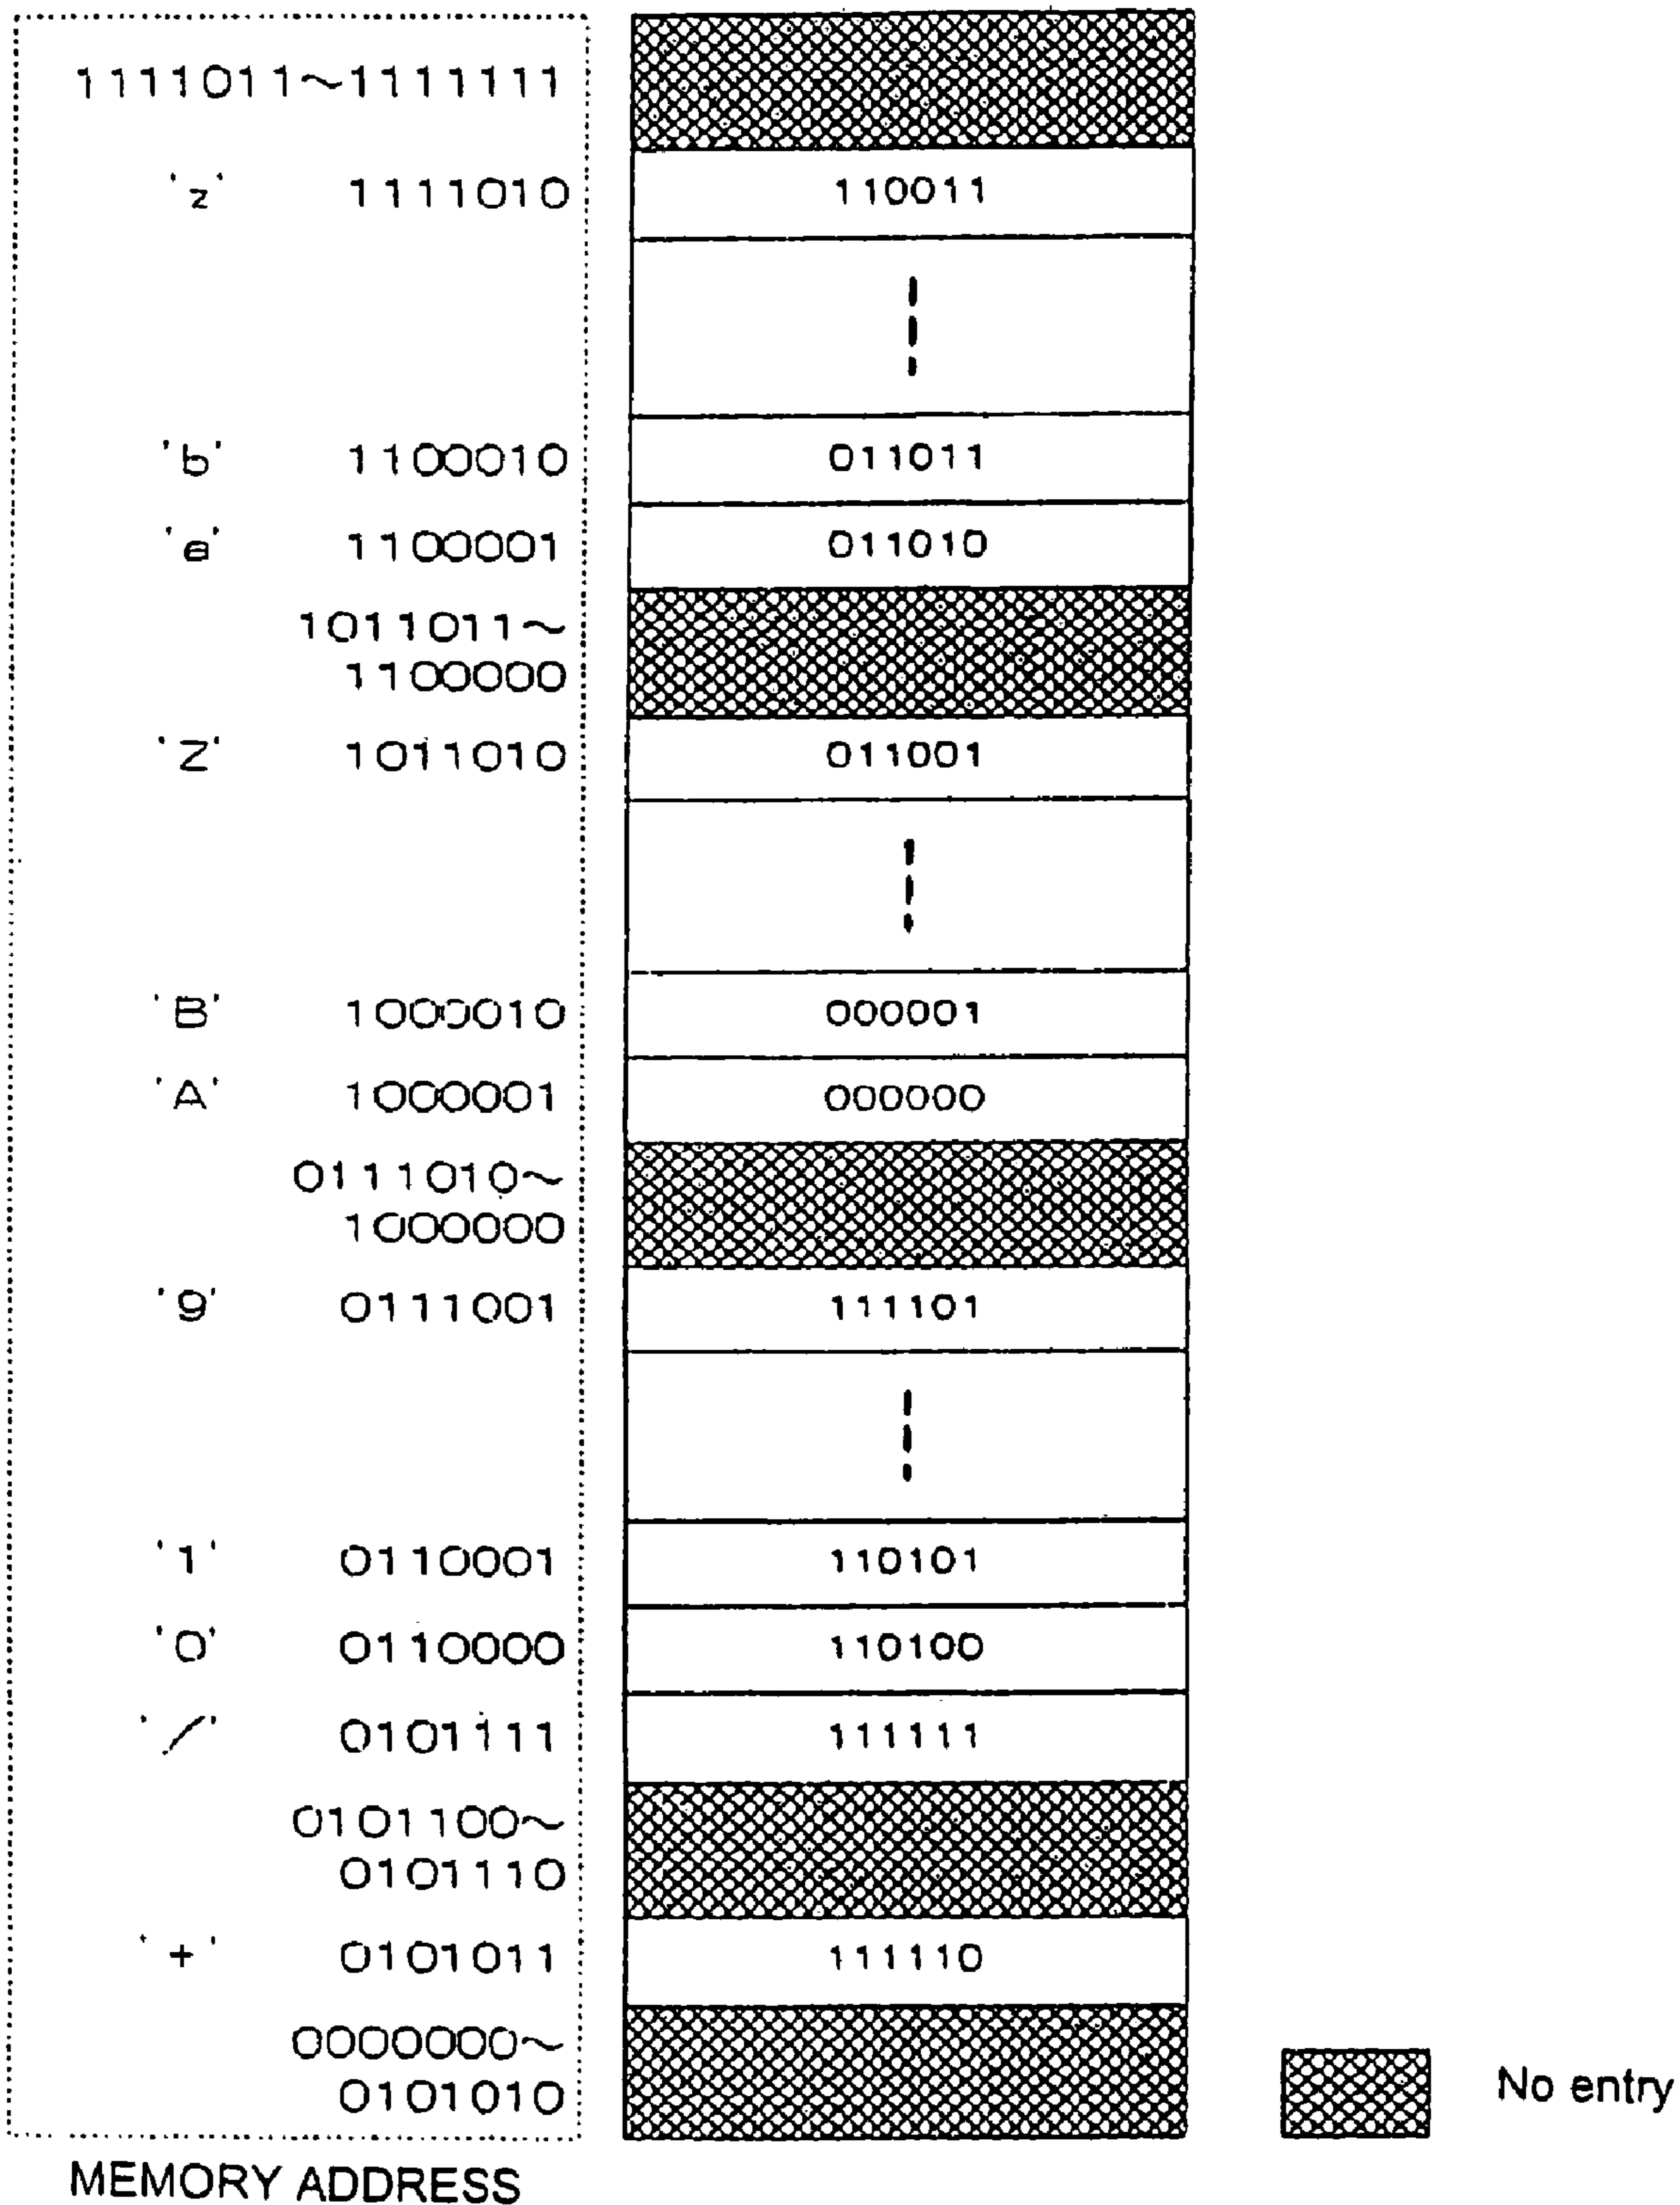 1111011~1111111
'z' 1111010 110011
'b' 1100010 011011
'a' 1100001 011010
1011011~
1100000
'Z' 1011010 011001
'B' 1000010 000001
'A' 1000001 000000
0111010~
1000000
'9' 0111001 111101
'1' 0110001 110101
'0' 0110000 110100
'/' 0101111 111111
0101100~
0101110
'+' 0101011 111110
0000000~
0101010
No entry
MEMORY ADDRESS